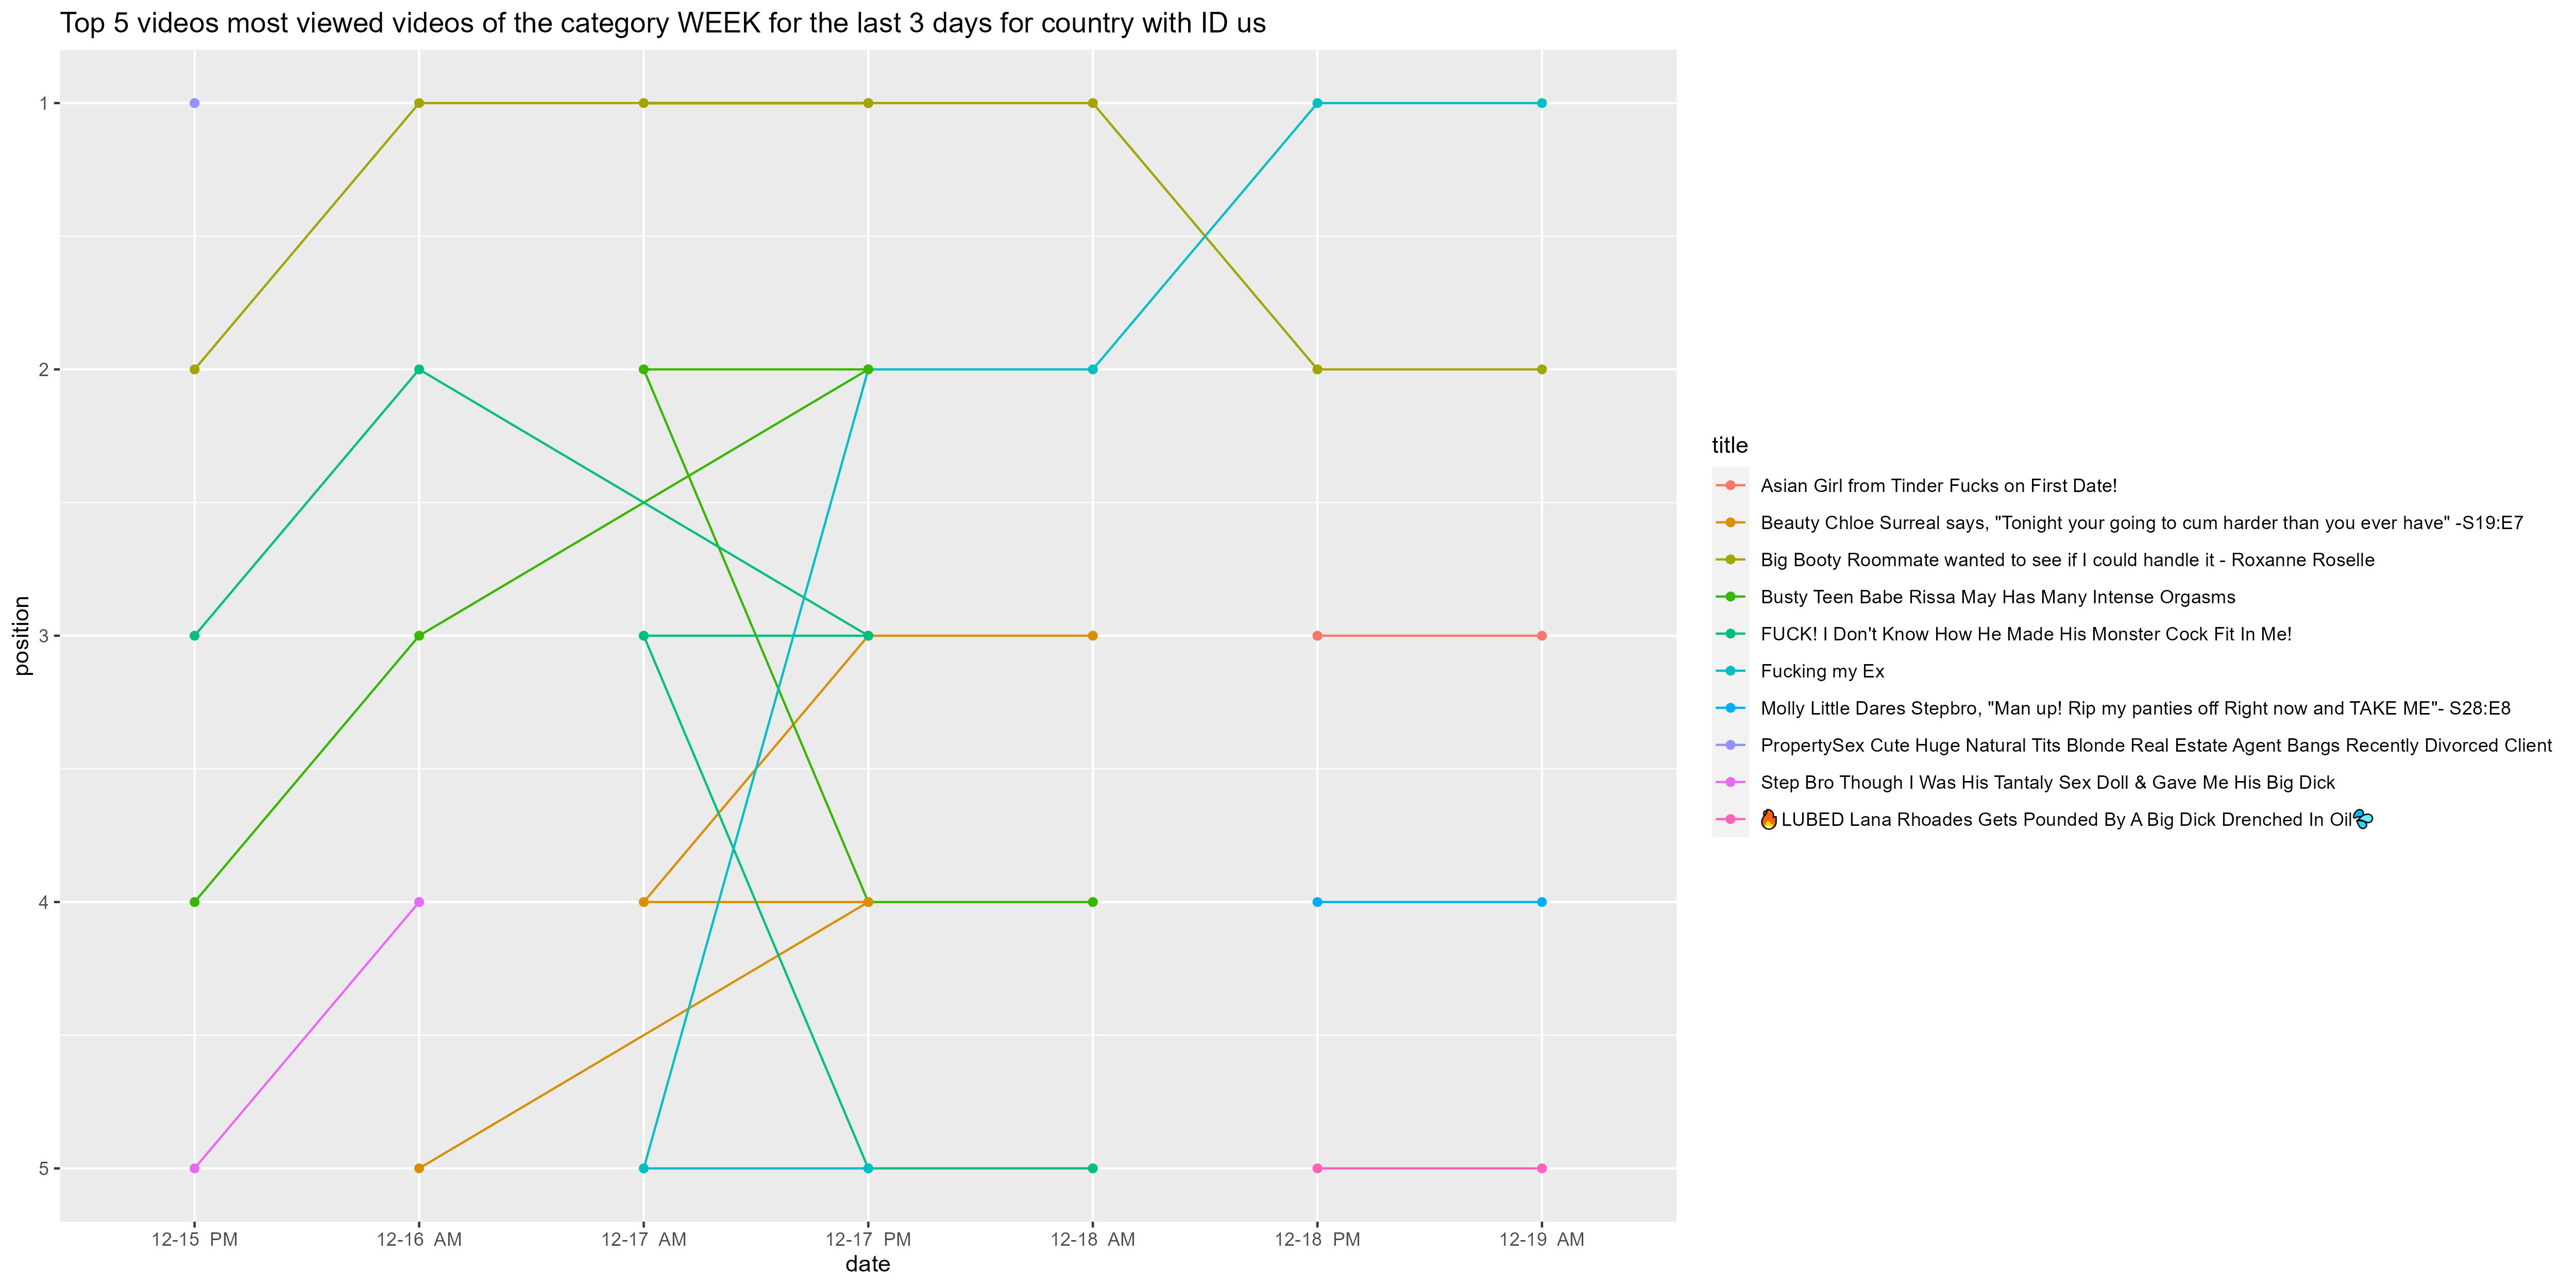 Top 5 videos most viewed videos of the category WEEK for the last 3 days for country with ID us
position
1
2
3
4
5
12-15 PM
12-16 AM
12-17 AM
12-17 PM
12-18 AM
12-18 PM
12-19 AM
date
title
Asian Girl from Tinder Fucks on First Date!
Beauty Chloe Surreal says, "Tonight your going to cum harder than you ever have" -S19:E7
Big Booty Roommate wanted to see if I could handle it - Roxanne Roselle
Busty Teen Babe Rissa May Has Many Intense Orgasms
FUCK! I Don't Know How He Made His Monster Cock Fit In Me!
Fucking my Ex
Molly Little Dares Stepbro, "Man up! Rip my panties off Right now and TAKE ME"- S28:E8
PropertySex Cute Huge Natural Tits Blonde Real Estate Agent Bangs Recently Divorced Client
Step Bro Though I Was His Tantaly Sex Doll & Gave Me His Big Dick
🔥LUBED Lana Rhoades Gets Pounded By A Big Dick Drenched In Oil💦